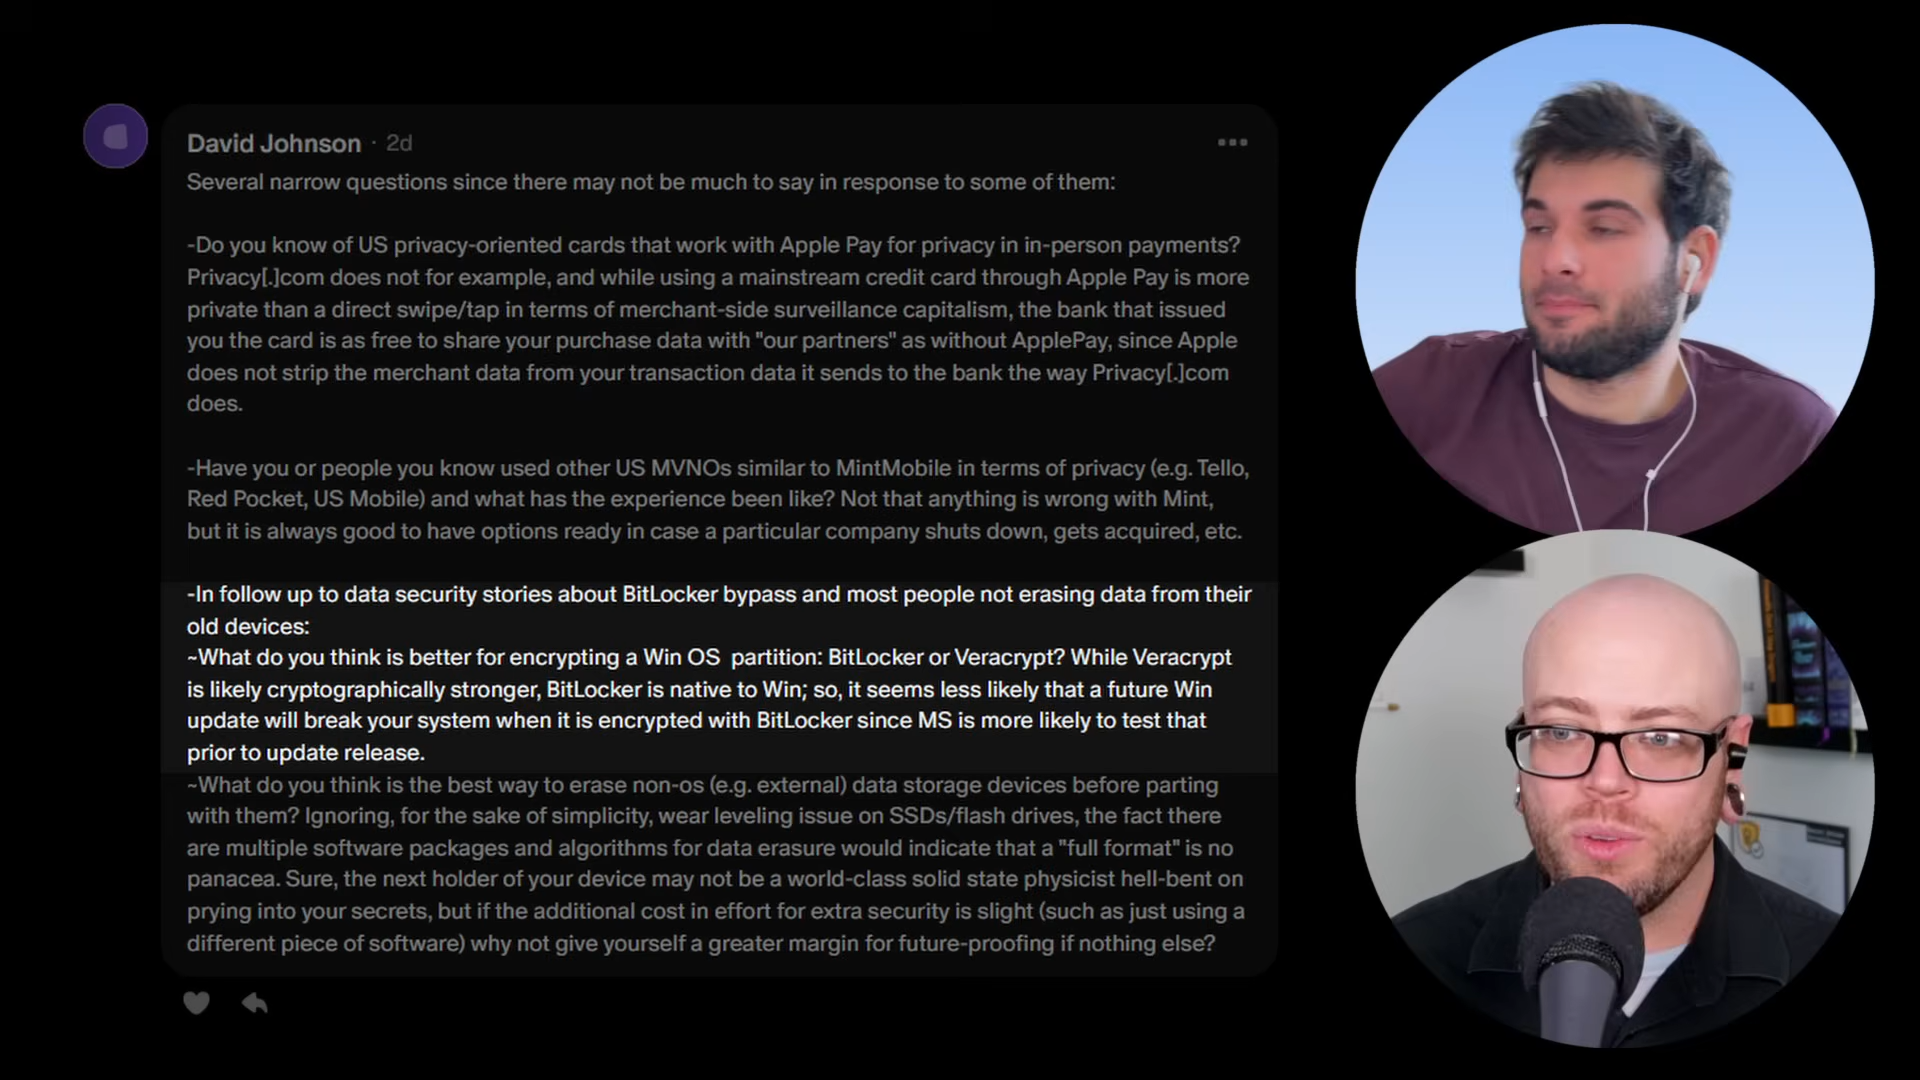 David Johnson · 2d
Several narrow questions since there may not be much to say in response to some of them:
-Do you know of US privacy-oriented cards that work with Apple Pay for privacy in in-person payments?
Privacy[.]com does not for example, and while using a mainstream credit card through Apple Pay is more
private than a direct swipe/tap in terms of merchant-side surveillance capitalism, the bank that issued
you the card is as free to share your purchase data with "our partners" as without ApplePay, since Apple
does not strip the merchant data from your transaction data it sends to the bank the way Privacy[.]com
does.
-Have you or people you know used other US MVNOs similar to MintMobile in terms of privacy (e.g. Tello,
Red Pocket, US Mobile) and what has the experience been like? Not that anything is wrong with Mint,
but it is always good to have options ready in case a particular company shuts down, gets acquired, etc.
-In follow up to data security stories about BitLocker bypass and most people not erasing data from their
old devices:
~What do you think is better for encrypting a Win OS  partition: BitLocker or Veracrypt? While Veracrypt
is likely cryptographically stronger, BitLocker is native to Win; so, it seems less likely that a future Win
update will break your system when it is encrypted with BitLocker since MS is more likely to test that
prior to update release.
~What do you think is the best way to erase non-os (e.g. external) data storage devices before parting
with them? Ignoring, for the sake of simplicity, wear leveling issue on SSDs/flash drives, the fact there
are multiple software packages and algorithms for data erasure would indicate that a "full format" is no
panacea. Sure, the next holder of your device may not be a world-class solid state physicist hell-bent on
prying into your secrets, but if the additional cost in effort for extra security is slight (such as just using a
different piece of software) why not give yourself a greater margin for future-proofing if nothing else?